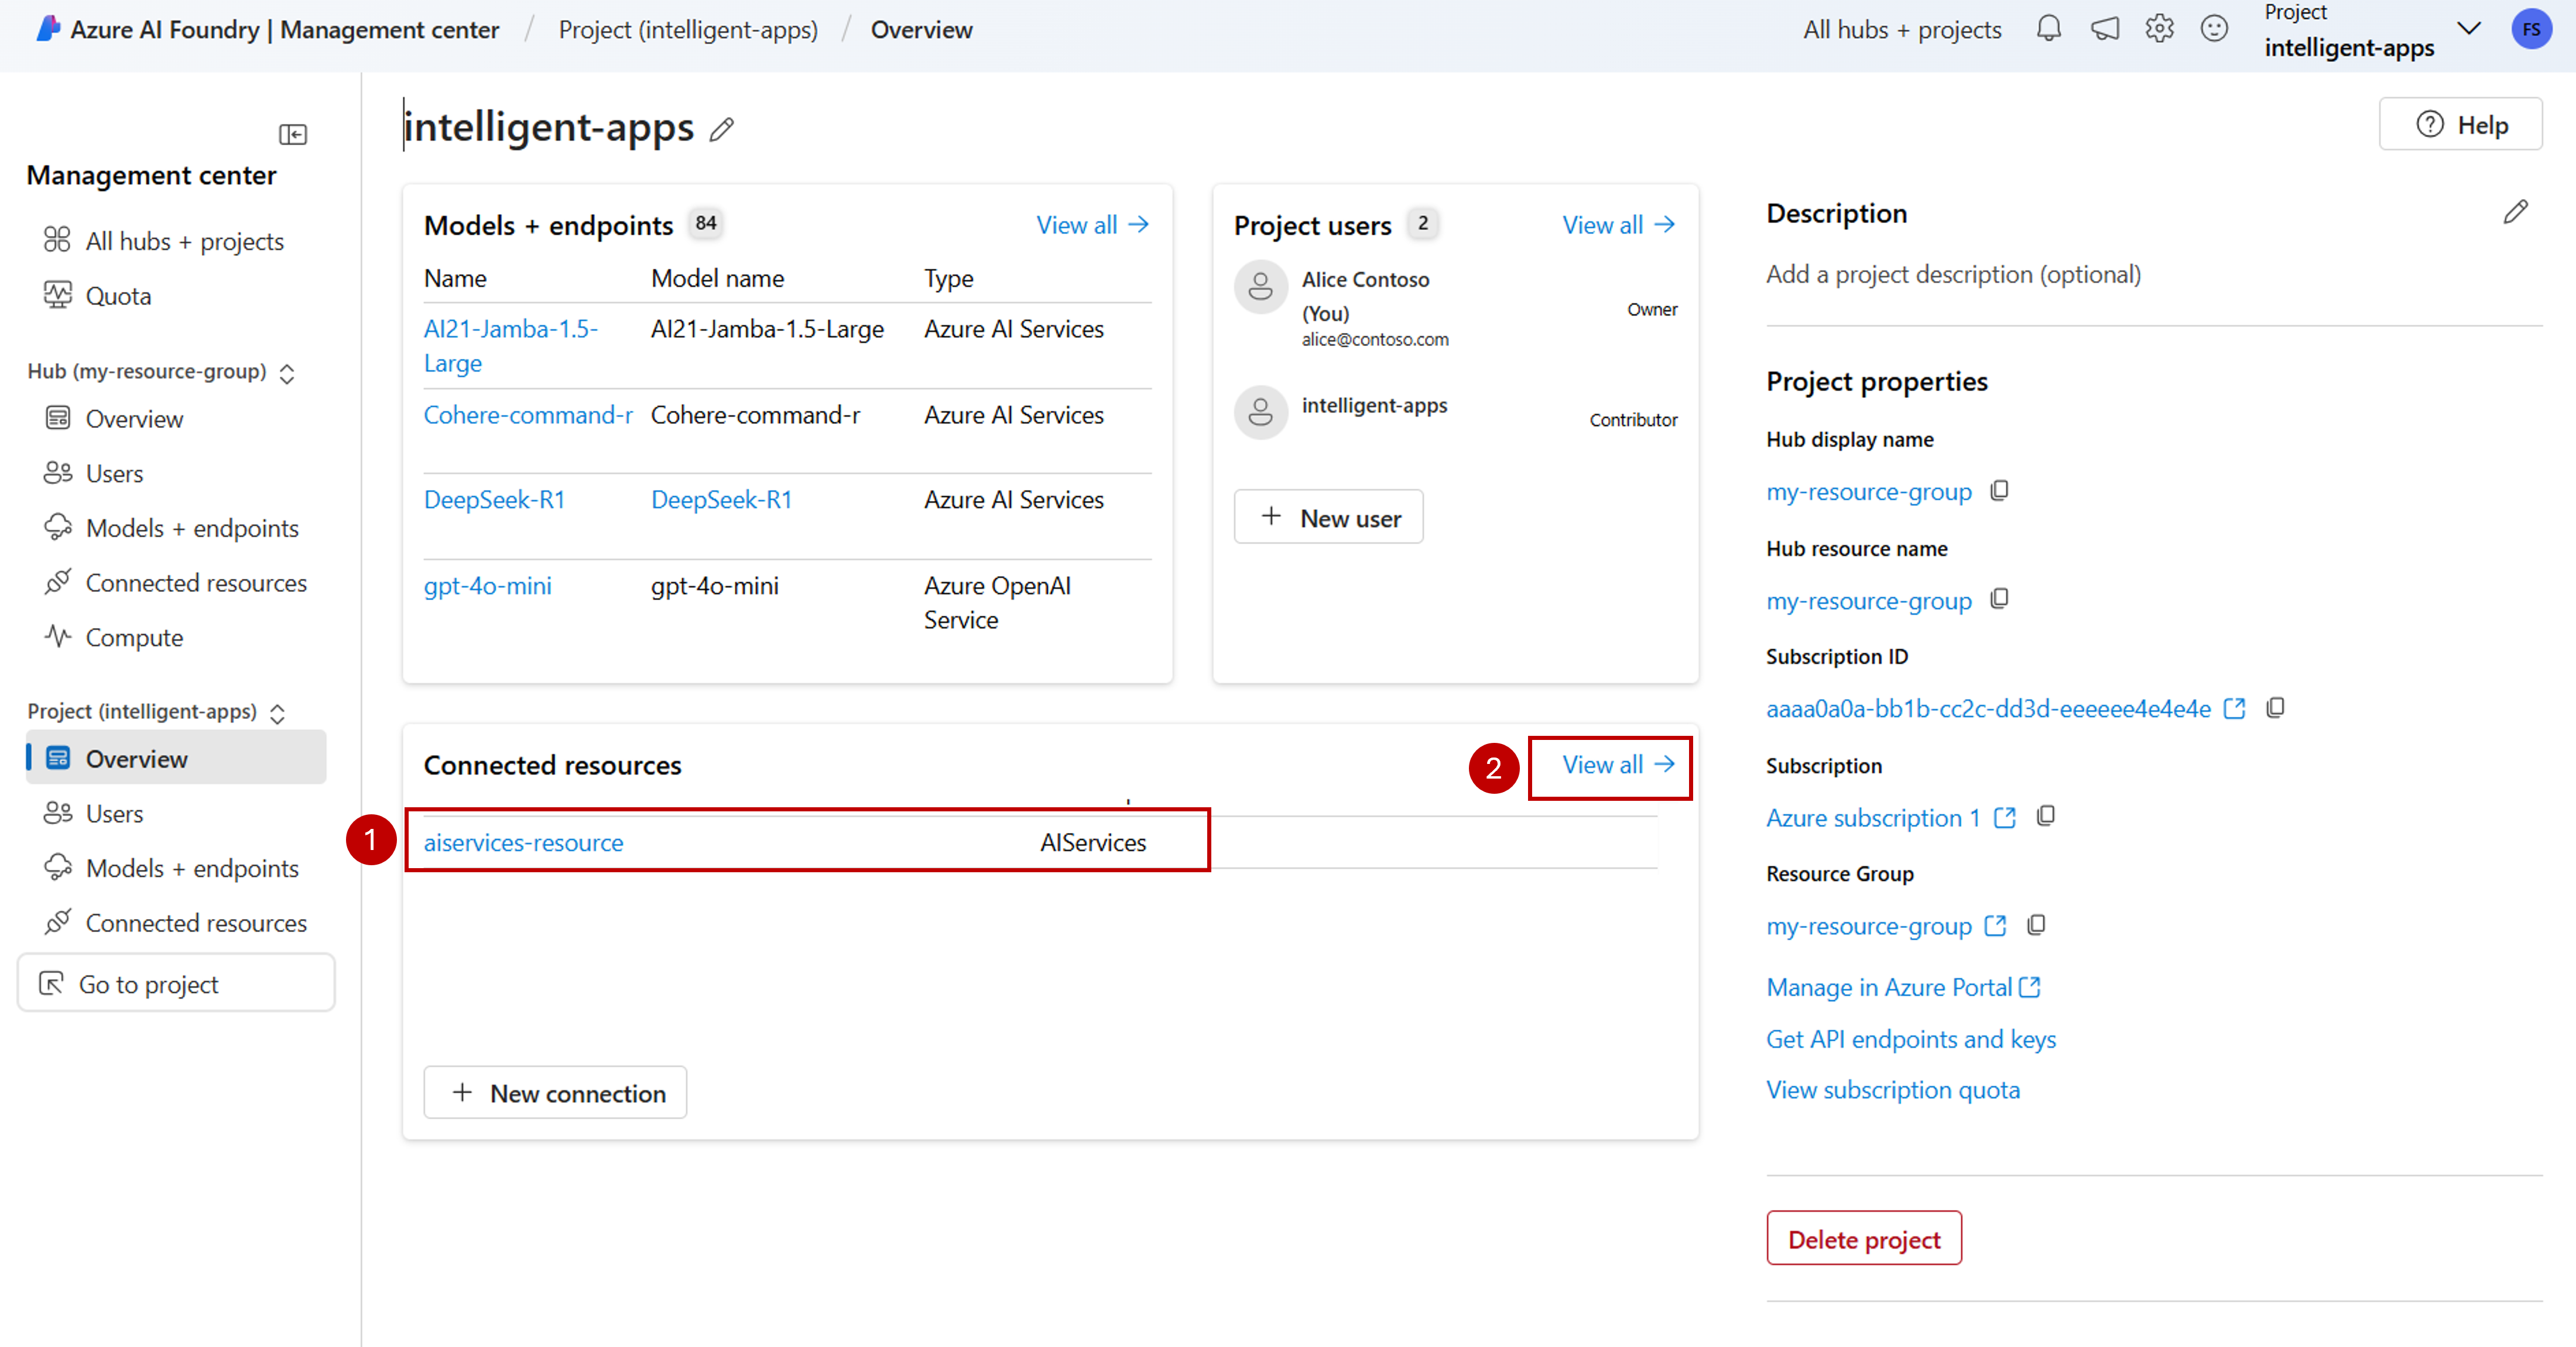 Azure AI Foundry | Management center / Project (intelligent-apps) / Overview
All hubs + projects
Project
intelligent-apps
FS
Management center
All hubs + projects
Quota
Hub (my-resource-group)
Overview
Users
Models + endpoints
Connected resources
Compute
Project (intelligent-apps)
Overview
Users
Models + endpoints
Connected resources
Go to project
intelligent-apps
Help
Models + endpoints 84 View all
Name Model name Type
AI21-Jamba-1.5- AI21-Jamba-1.5-Large Azure AI Services
Large
Cohere-command-r Cohere-command-r Azure AI Services
DeepSeek-R1 DeepSeek-R1 Azure AI Services
gpt-4o-mini gpt-4o-mini Azure OpenAI
Service
Project users 2 View all
Alice Contoso
(You)
Owner
alice@contoso.com
intelligent-apps
Contributor
+ New user
Connected resources
2 View all
1 aiservices-resource AIServices
+ New connection
Description
Add a project description (optional)
Project properties
Hub display name
my-resource-group
Hub resource name
my-resource-group
Subscription ID
aaaa0a0a-bb1b-cc2c-dd3d-eeeeee4e4e4e
Subscription
Azure subscription 1
Resource Group
my-resource-group
Manage in Azure Portal
Get API endpoints and keys
View subscription quota
Delete project